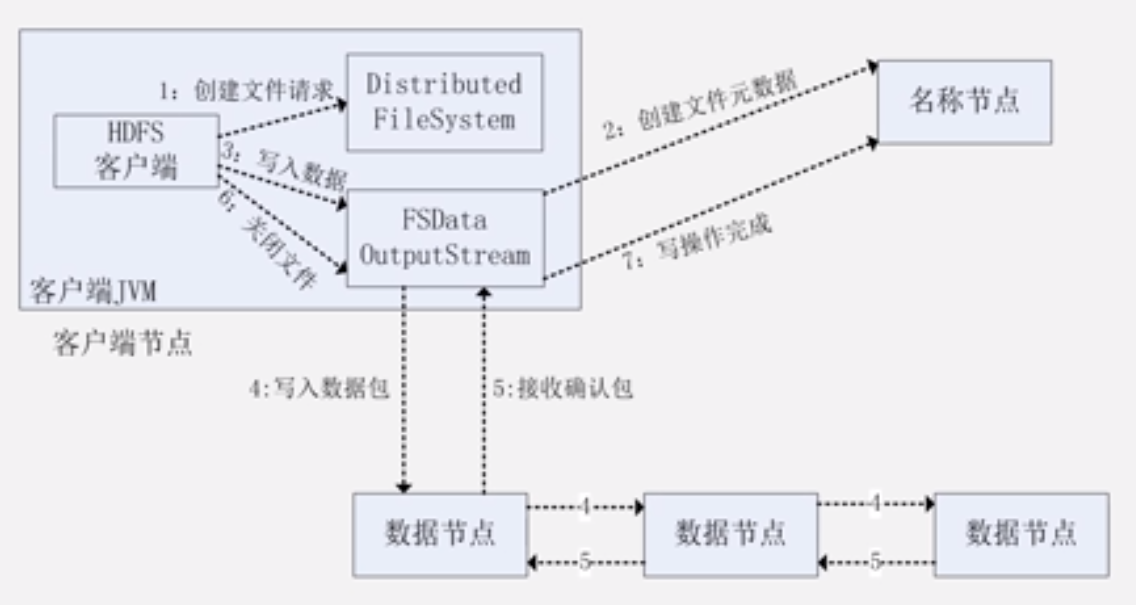 1: 创建文件请求
Distributed
FileSystem
HDFS
客户端
2: 创建文件元数据
名称节点
3: 写入数据
6: 关闭文件
FSData
OutputStream
7: 写操作完成
客户端JVM
客户端节点
4:写入数据包
5:接收确认包
数据节点
4
5
数据节点
4
5
数据节点